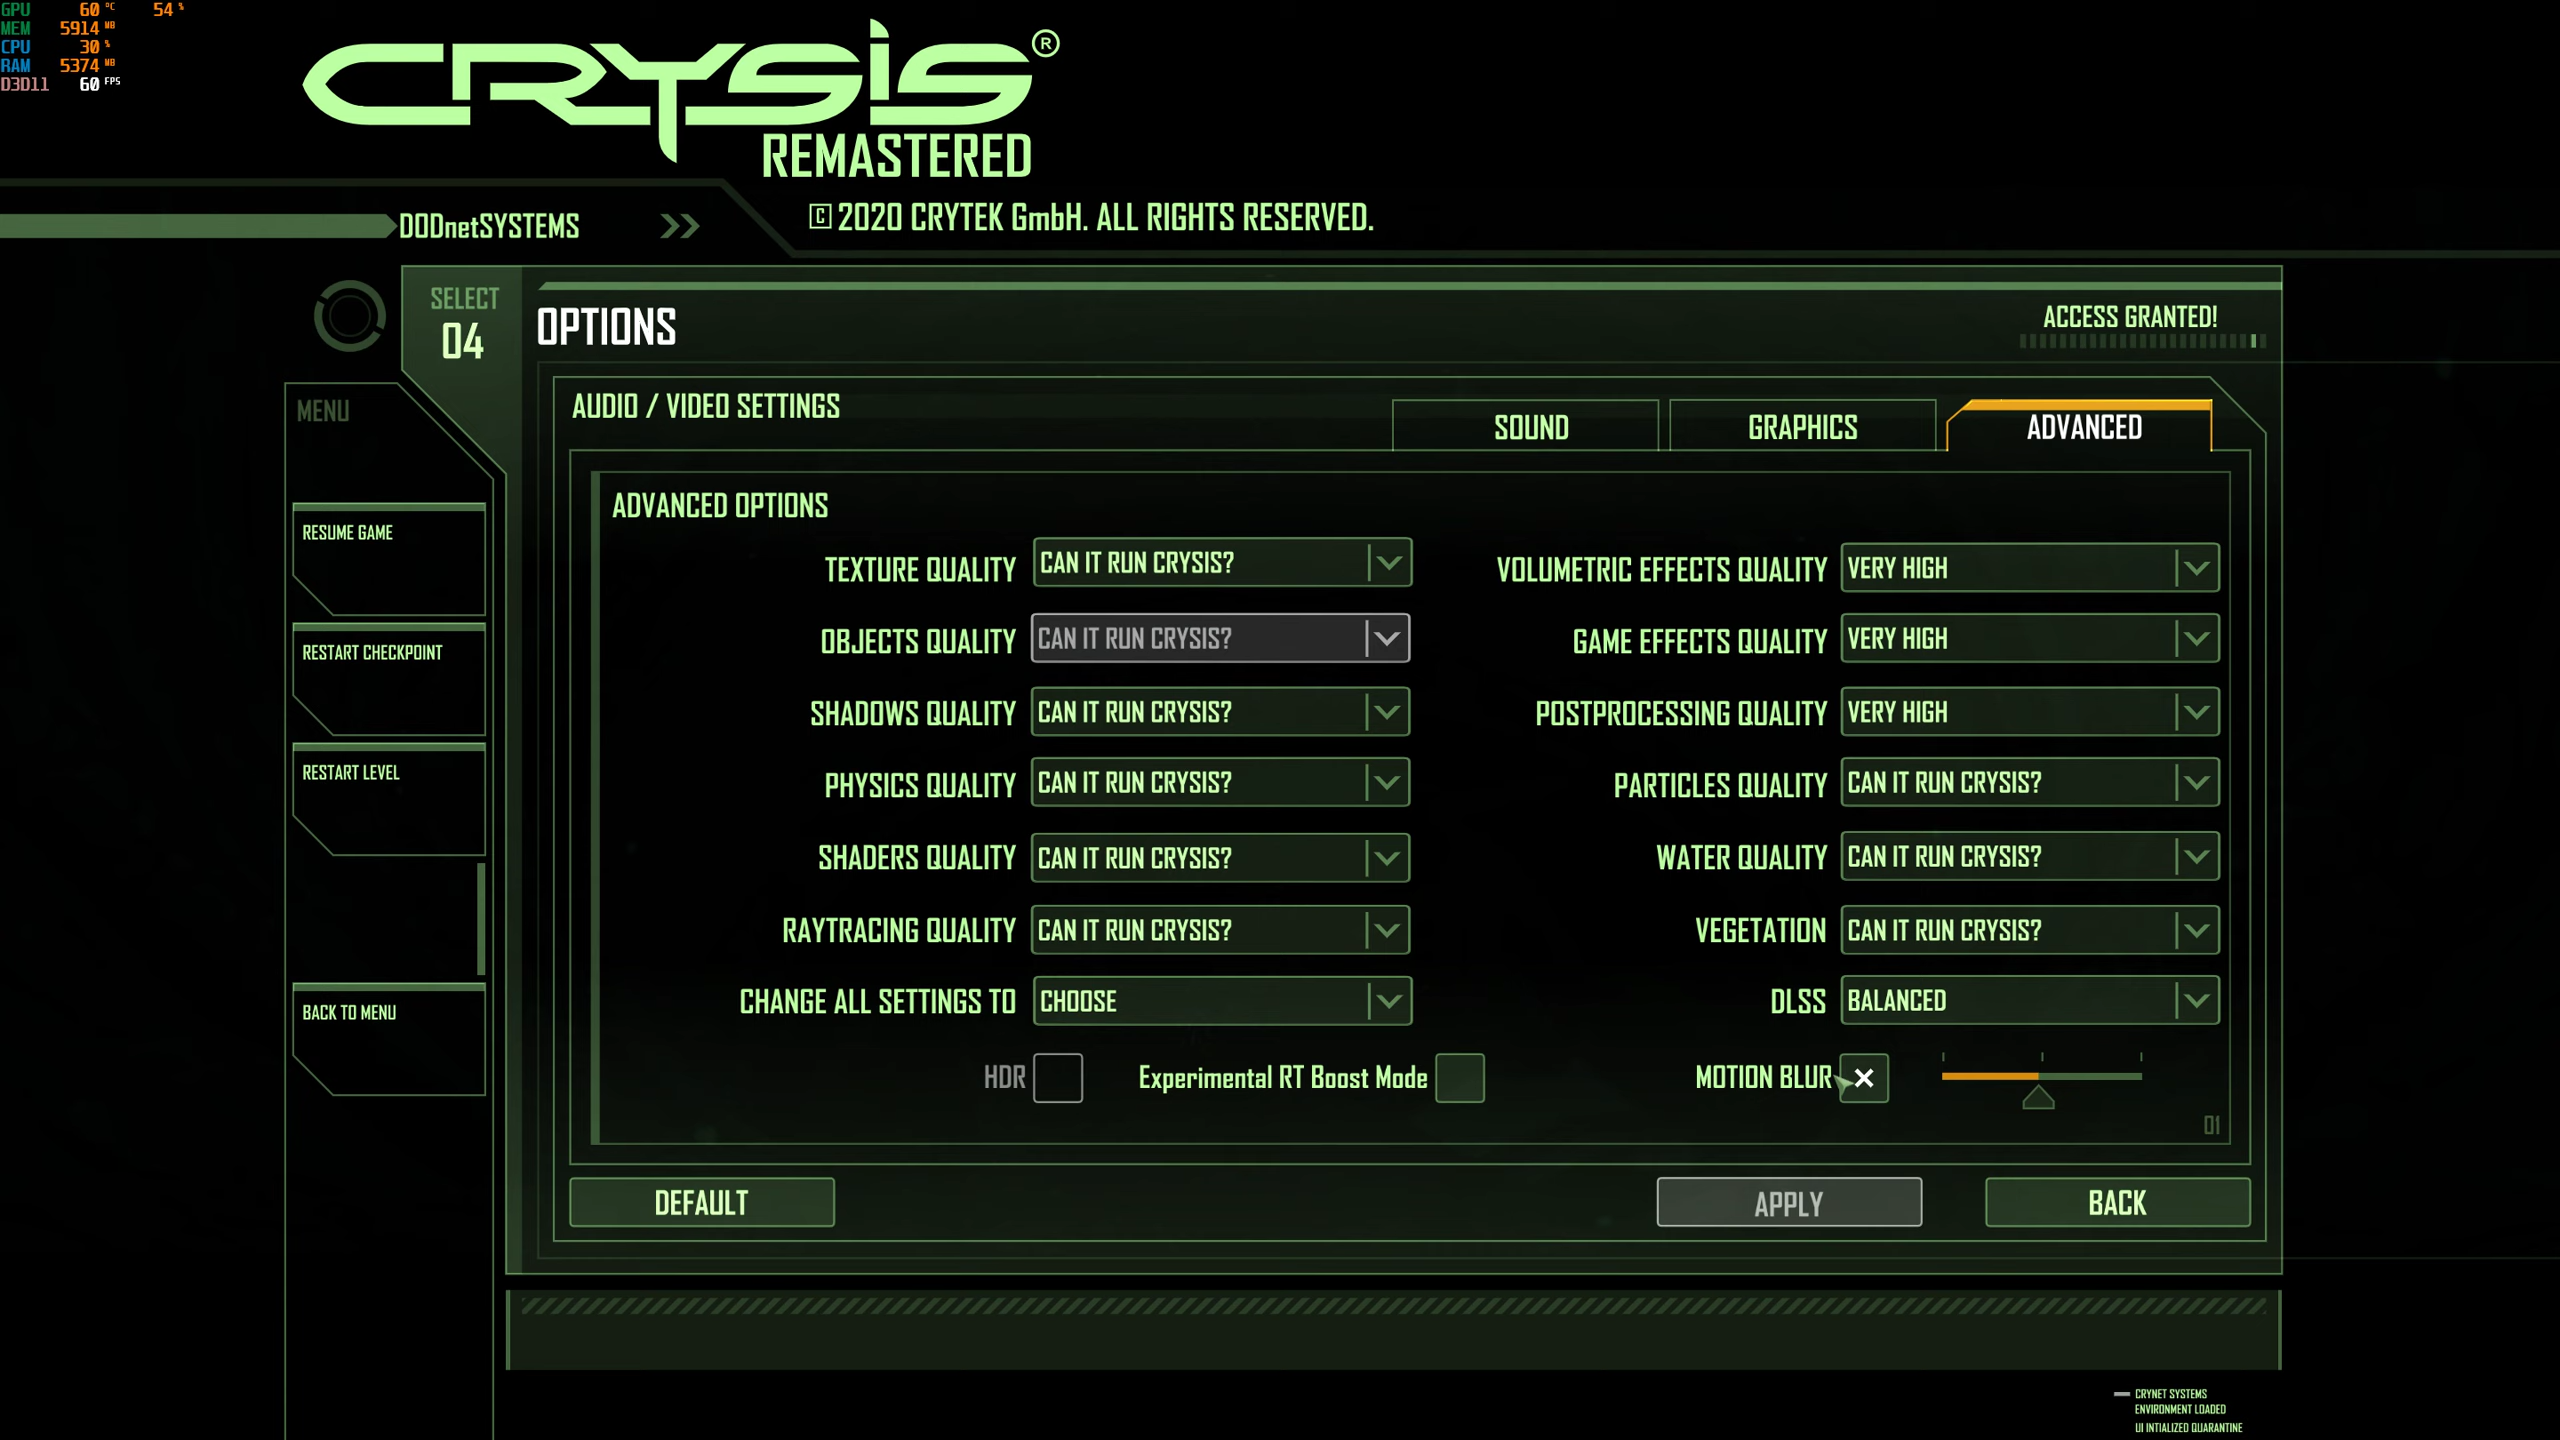 GPU 60 °C 54 %
MEM 5914 MB
CPU 30 %
RAM 5374 MB
D3D11 60 FPS
CRYSIS®
REMASTERED
DODnetSYSTEMS
© 2020 CRYTEK GmbH. ALL RIGHTS RESERVED.
SELECT
04
OPTIONS
ACCESS GRANTED!
MENU
RESUME GAME
RESTART CHECKPOINT
RESTART LEVEL
BACK TO MENU
AUDIO / VIDEO SETTINGS
SOUND
GRAPHICS
ADVANCED
ADVANCED OPTIONS
TEXTURE QUALITY CAN IT RUN CRYSIS?
OBJECTS QUALITY CAN IT RUN CRYSIS?
SHADOWS QUALITY CAN IT RUN CRYSIS?
PHYSICS QUALITY CAN IT RUN CRYSIS?
SHADERS QUALITY CAN IT RUN CRYSIS?
RAYTRACING QUALITY CAN IT RUN CRYSIS?
CHANGE ALL SETTINGS TO CHOOSE
HDR
Experimental RT Boost Mode
VOLUMETRIC EFFECTS QUALITY VERY HIGH
GAME EFFECTS QUALITY VERY HIGH
POSTPROCESSING QUALITY VERY HIGH
PARTICLES QUALITY CAN IT RUN CRYSIS?
WATER QUALITY CAN IT RUN CRYSIS?
VEGETATION CAN IT RUN CRYSIS?
DLSS BALANCED
MOTION BLUR
01
DEFAULT
APPLY
BACK
CRYNET SYSTEMS
ENVIRONMENT LOADED
UI INTIALIZED QUARANTINE